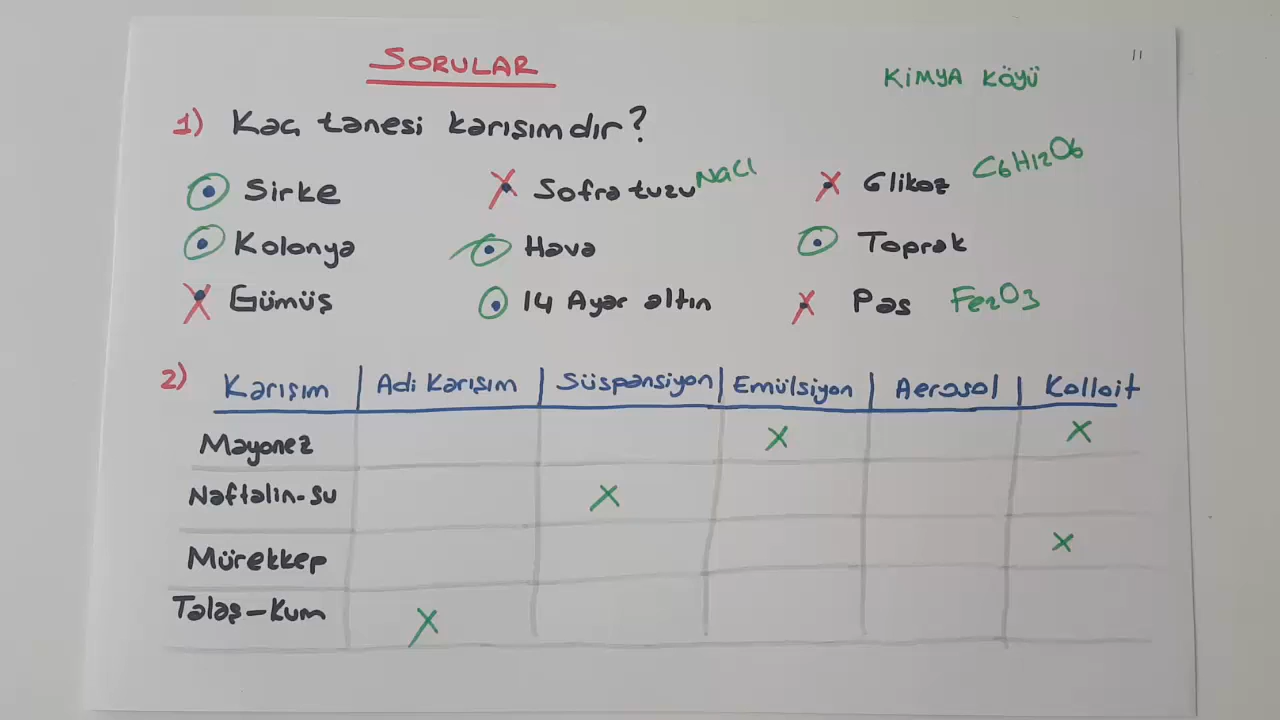 SORULAR
11
KİMYA KÖYÜ
1) Kaç tanesi karışımdır?
Sirke Sofra tuzu NaCl Glikoz C6H12O6
Kolonya Hava Toprak
Gümüş 14 Ayar altın Pas Fe2O3
2) Karışım Adi Karışım Süspansiyon Emülsiyon Aerosol Kolloit
Mayonez X X
Naftalin-su X
Mürekkep X
Talaş-Kum X